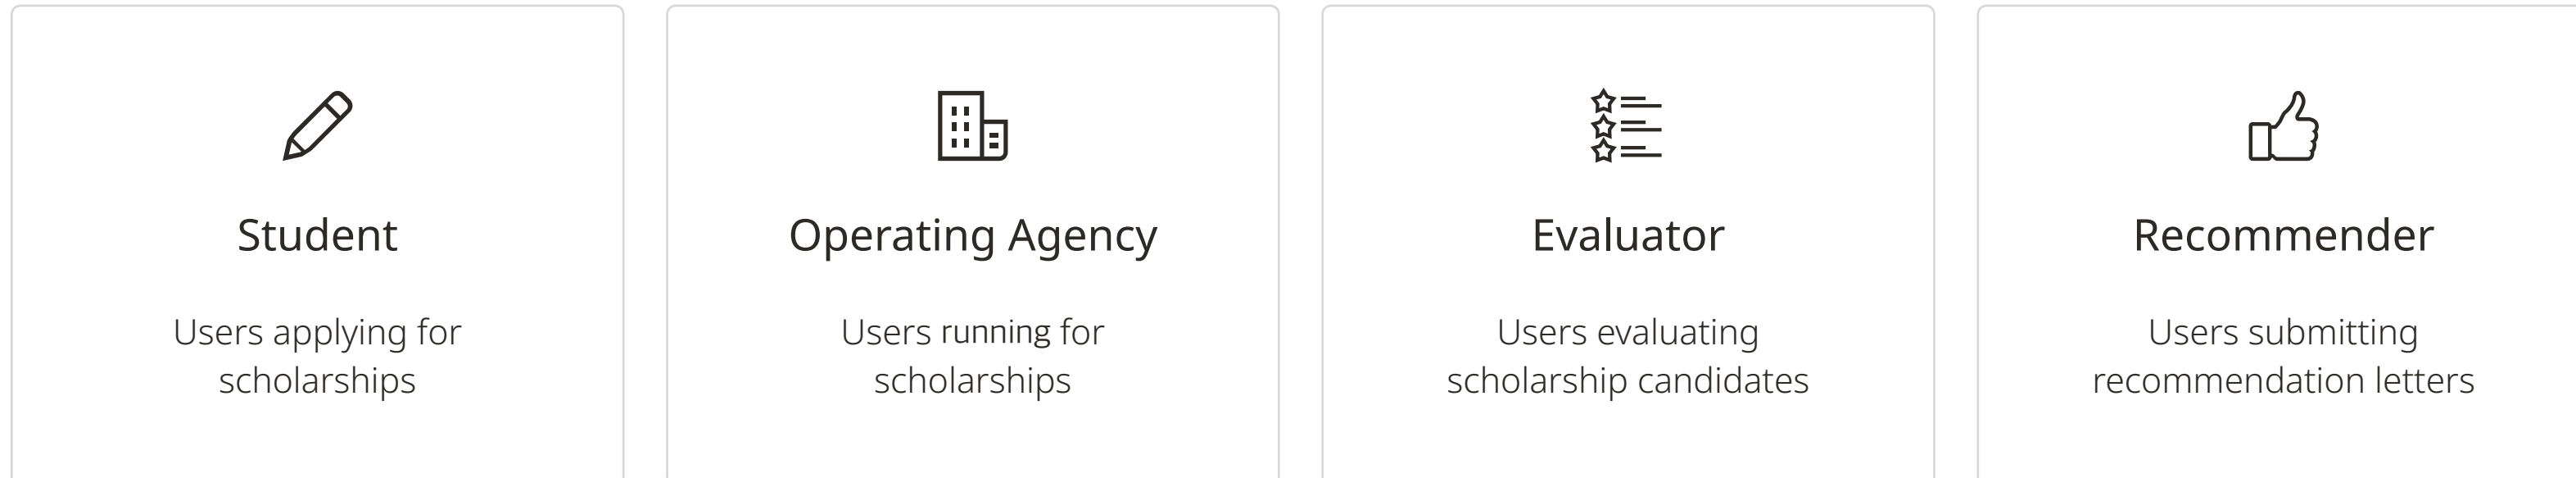 Student
Users applying for
scholarships
Operating Agency
Users running for
scholarships
Evaluator
Users evaluating
scholarship candidates
Recommender
Users submitting
recommendation letters